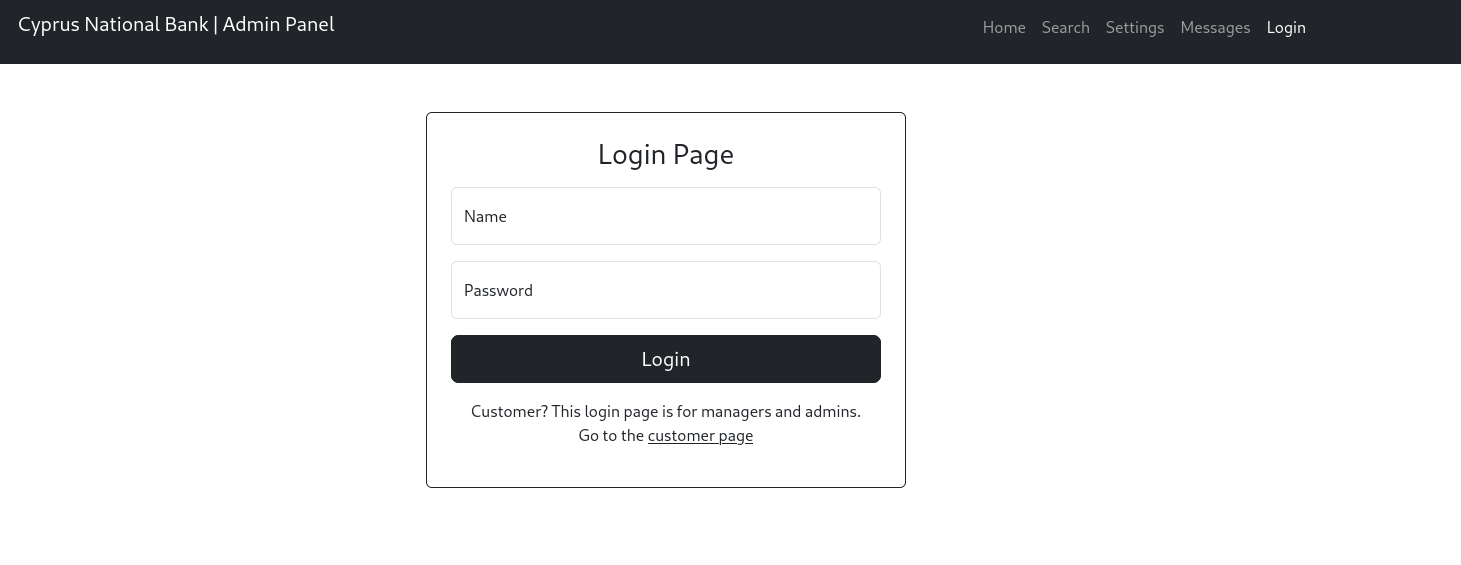 Cyprus National Bank | Admin Panel
Home Search Settings Messages Login
Login Page
Name
Password
Login
Customer? This login page is for managers and admins.
Go to the customer page